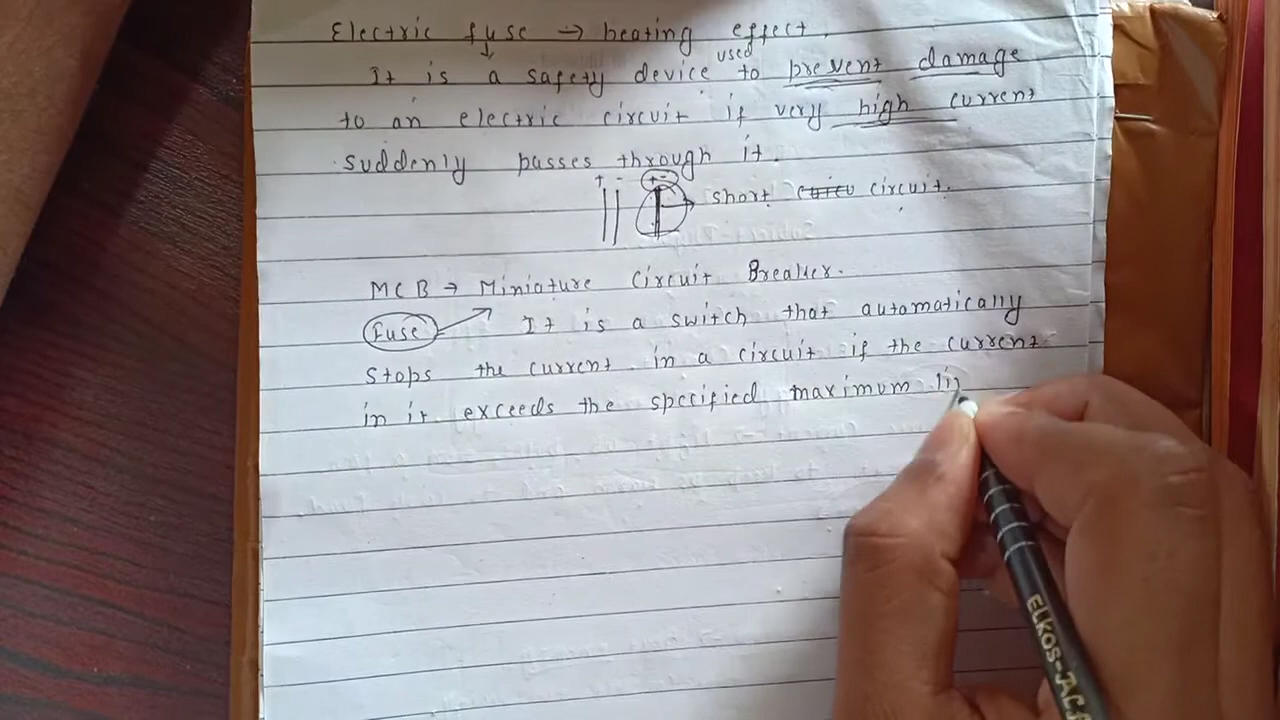 Electric fuse → heating effect.
It is a safety device used to prevent damage
to an electric circuit if very high current
suddenly passes through it.
+ - + - short circuit.
MCB → Miniature Circuit Breaker.
Fuse It is a switch that automatically
stops the current in a circuit if the current
in it exceeds the specified maximum li
ELKOS-AC